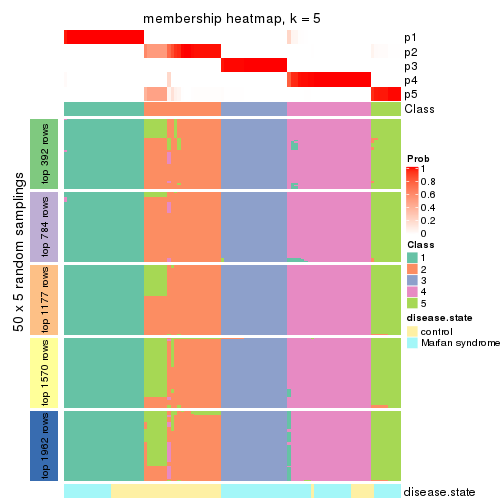 membership heatmap, k = 5
p1
p2
p3
p4
p5
Class
50 x 5 random samplings
top 392 rows
top 784 rows
top 1177 rows
top 1570 rows
top 1962 rows
disease.state
Prob
1
0.8
0.6
0.4
0.2
0
Class
1
2
3
4
5
disease.state
control
Marfan syndrome